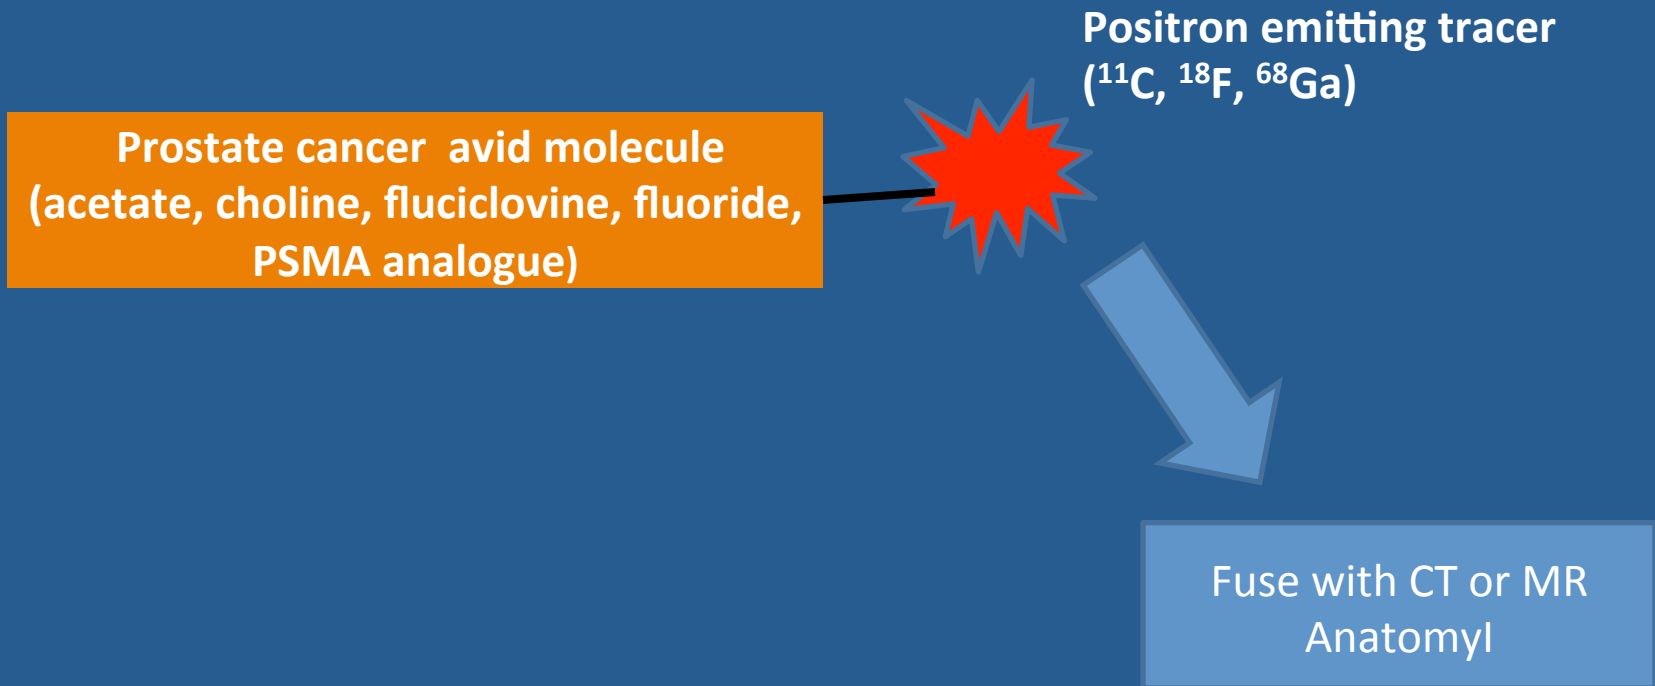 Positron emitting tracer
(¹¹C, ¹⁸F, ⁶⁸Ga)
Prostate cancer avid molecule
(acetate, choline, fluciclovine, fluoride,
PSMA analogue)
Fuse with CT or MR
Anatomyl